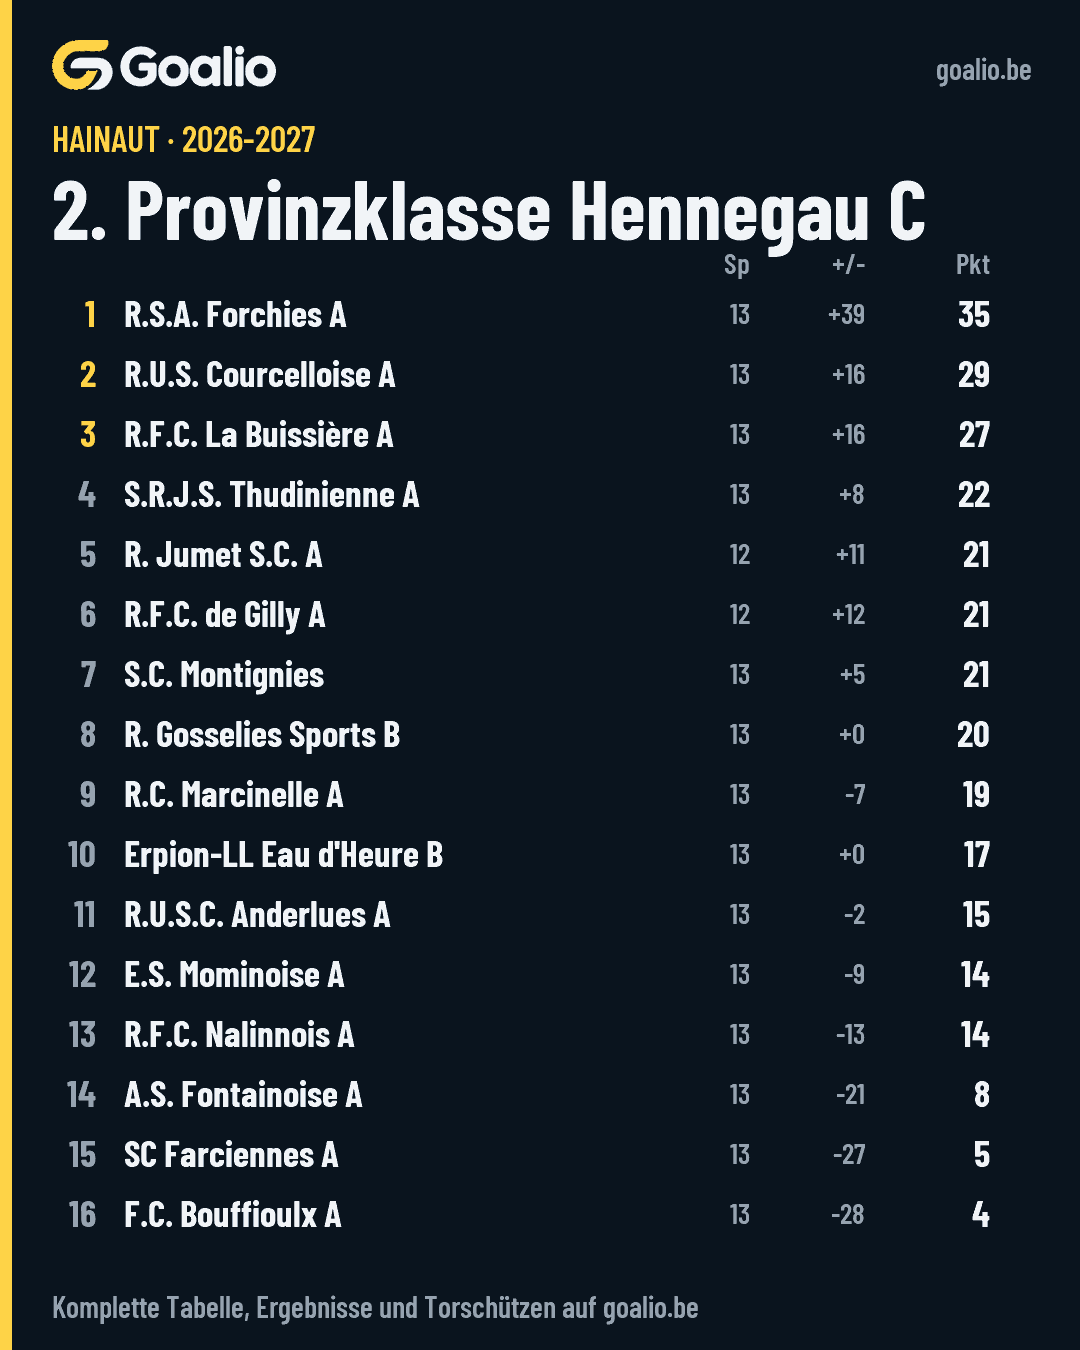 Goalio goalio.be
HAINAUT · 2026-2027
2. Provinzklasse Hennegau C
Sp +/- Pkt
1 R.S.A. Forchies A 13 +39 35
2 R.U.S. Courcelloise A 13 +16 29
3 R.F.C. La Buissière A 13 +16 27
4 S.R.J.S. Thudinienne A 13 +8 22
5 R. Jumet S.C. A 12 +11 21
6 R.F.C. de Gilly A 12 +12 21
7 S.C. Montignies 13 +5 21
8 R. Gosselies Sports B 13 +0 20
9 R.C. Marcinelle A 13 -7 19
10 Erpion-LL Eau d'Heure B 13 +0 17
11 R.U.S.C. Anderlues A 13 -2 15
12 E.S. Mominoise A 13 -9 14
13 R.F.C. Nalinnois A 13 -13 14
14 A.S. Fontainoise A 13 -21 8
15 SC Farciennes A 13 -27 5
16 F.C. Bouffioulx A 13 -28 4
Komplette Tabelle, Ergebnisse und Torschützen auf goalio.be